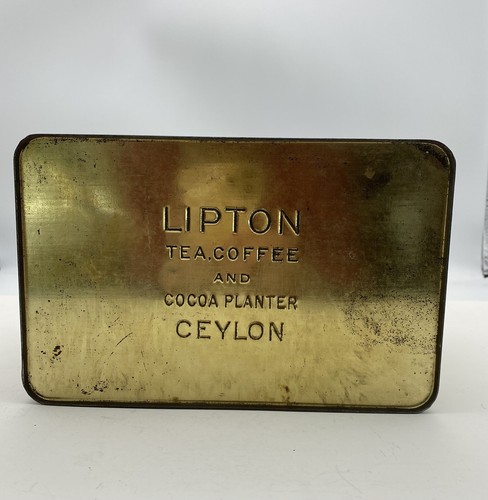 LIPTON
TEA.COFFEE
AND
COCOA PLANTER
CEYLON